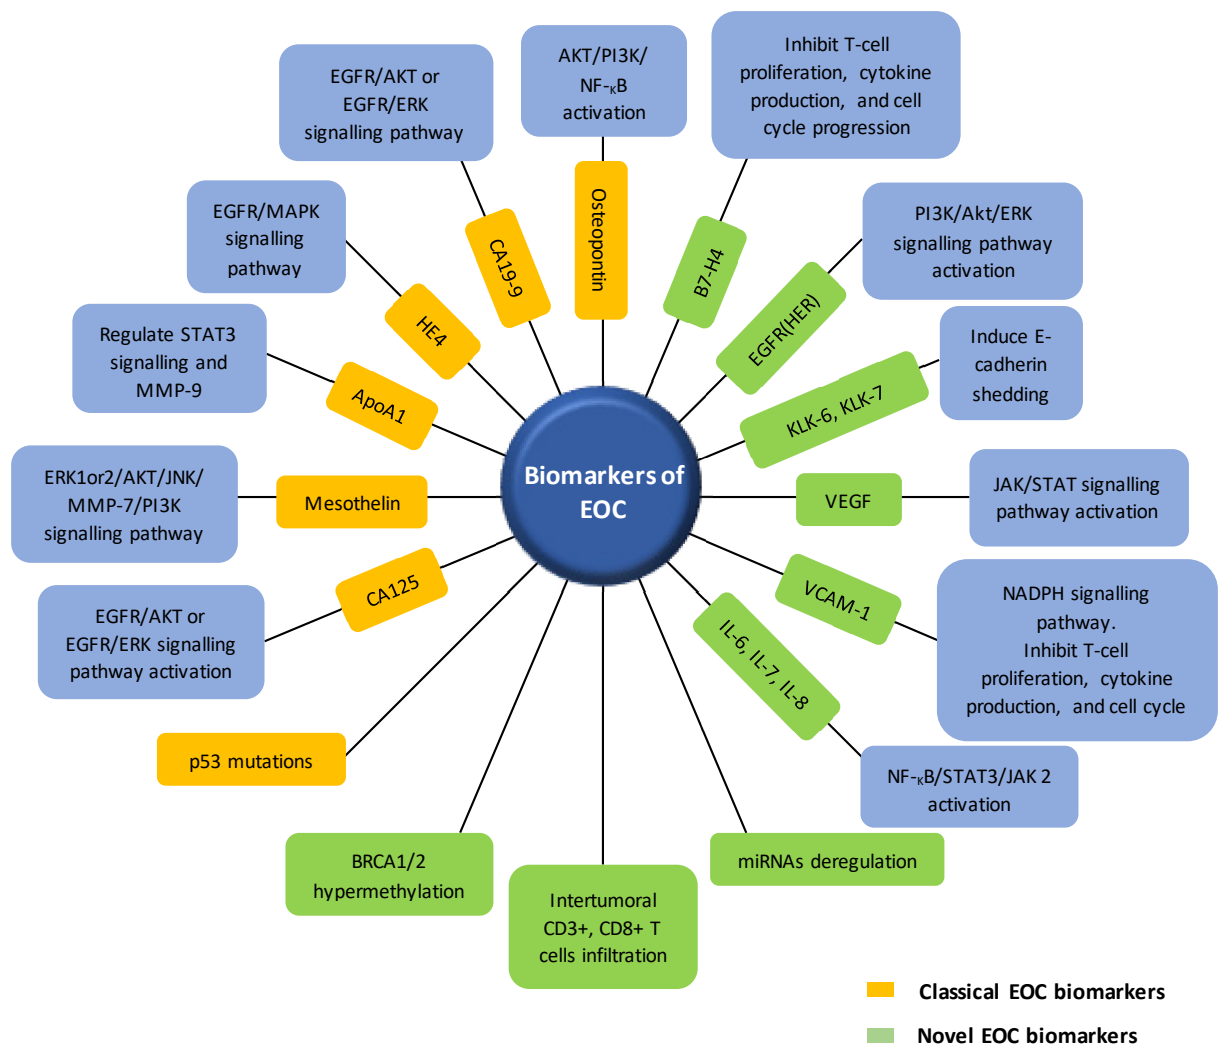 Inhibit T-cell
proliferation, cytokine
production, and cell
cycle progression
AKT/PI3K/
NF-κB
activation
EGFR/AKT or
EGFR/ERK
signalling pathway
EGFR/MAPK
signalling
pathway
PI3K/Akt/ERK
signalling pathway
activation
Osteopontin
CA19-9
B7-H4
HE4
EGFR(HER)
Regulate STAT3
signalling and
MMP-9
ApoA1
KLK-6, KLK-7
Induce E-
cadherin
shedding
ERK1or2/AKT/JNK/
MMP-7/PI3K
signalling pathway
Mesothelin
Biomarkers of
EOC
VEGF
JAK/STAT signalling
pathway activation
CA125
EGFR/AKT or
EGFR/ERK signalling
pathway activation
VCAM-1
NADPH signalling
pathway.
Inhibit T-cell
proliferation, cytokine
production, and cell cycle
IL-6, IL-7, IL-8
NF-κB/STAT3/JAK 2
activation
p53 mutations
BRCA1/2
hypermethylation
Intertumoral
CD3+, CD8+ T
cells infiltration
miRNAs deregulation
Classical EOC biomarkers
Novel EOC biomarkers